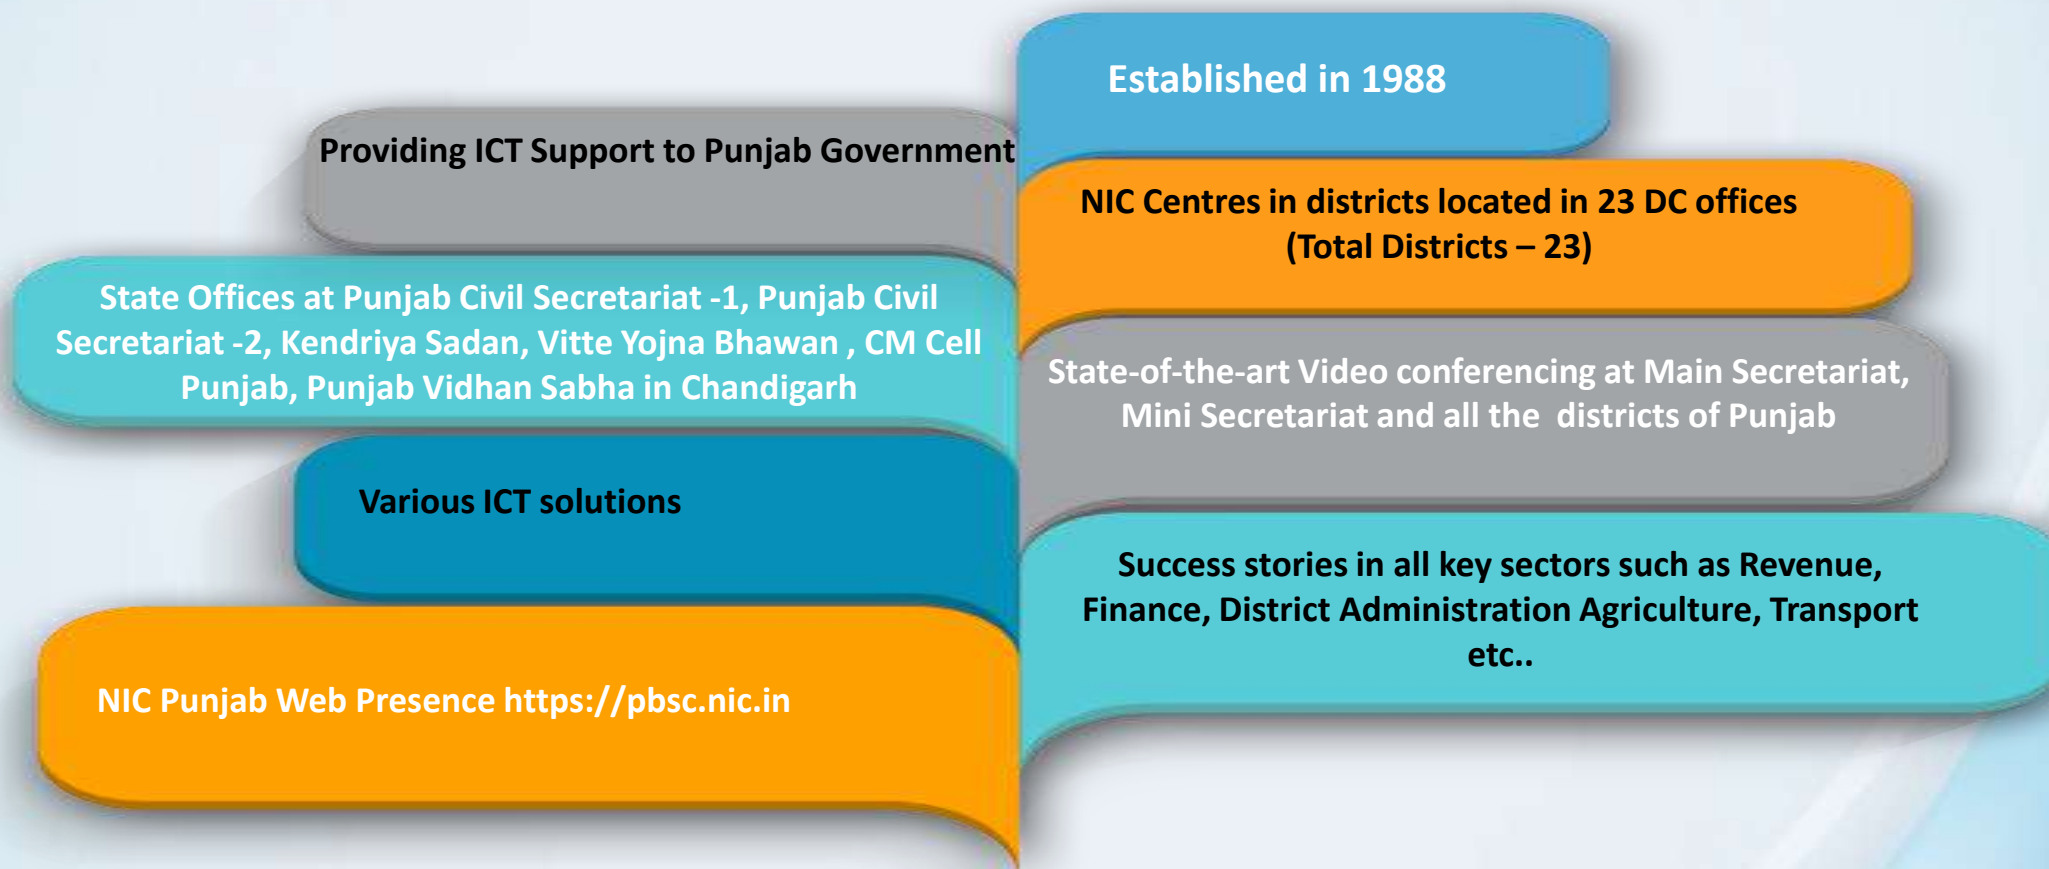 Established in 1988
Providing ICT Support to Punjab Government
NIC Centres in districts located in 23 DC offices
(Total Districts – 23)
State Offices at Punjab Civil Secretariat -1, Punjab Civil
Secretariat -2, Kendriya Sadan, Vitte Yojna Bhawan , CM Cell
Punjab, Punjab Vidhan Sabha in Chandigarh
State-of-the-art Video conferencing at Main Secretariat,
Mini Secretariat and all the  districts of Punjab
Various ICT solutions
Success stories in all key sectors such as Revenue,
Finance, District Administration Agriculture, Transport
etc..
NIC Punjab Web Presence https://pbsc.nic.in